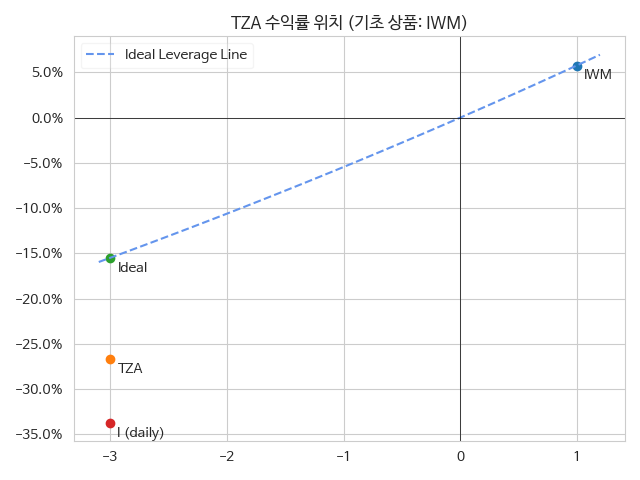 TZA 수익률 위치 (기초 상품: IWM)
Ideal Leverage Line
5.0%
0.0%
−5.0%
−10.0%
−15.0%
−20.0%
−25.0%
−30.0%
−35.0%
IWM
Ideal
TZA
I (daily)
−3
−2
−1
0
1